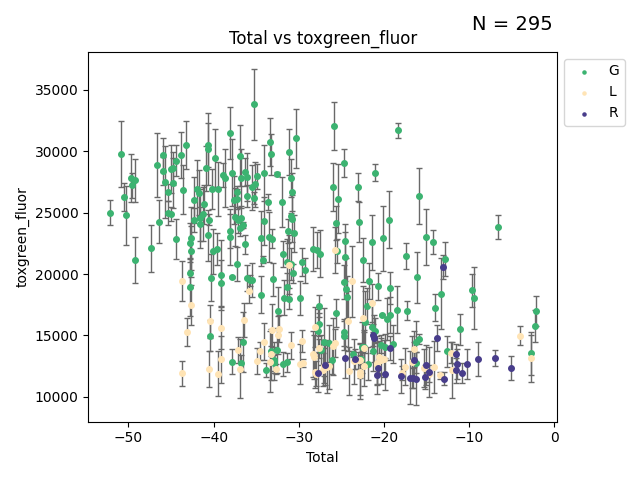 N = 295
Total vs toxgreen_fluor
toxgreen_fluor
35000
30000
25000
20000
15000
10000
−50
−40
−30
−20
−10
0
Total
G
L
R